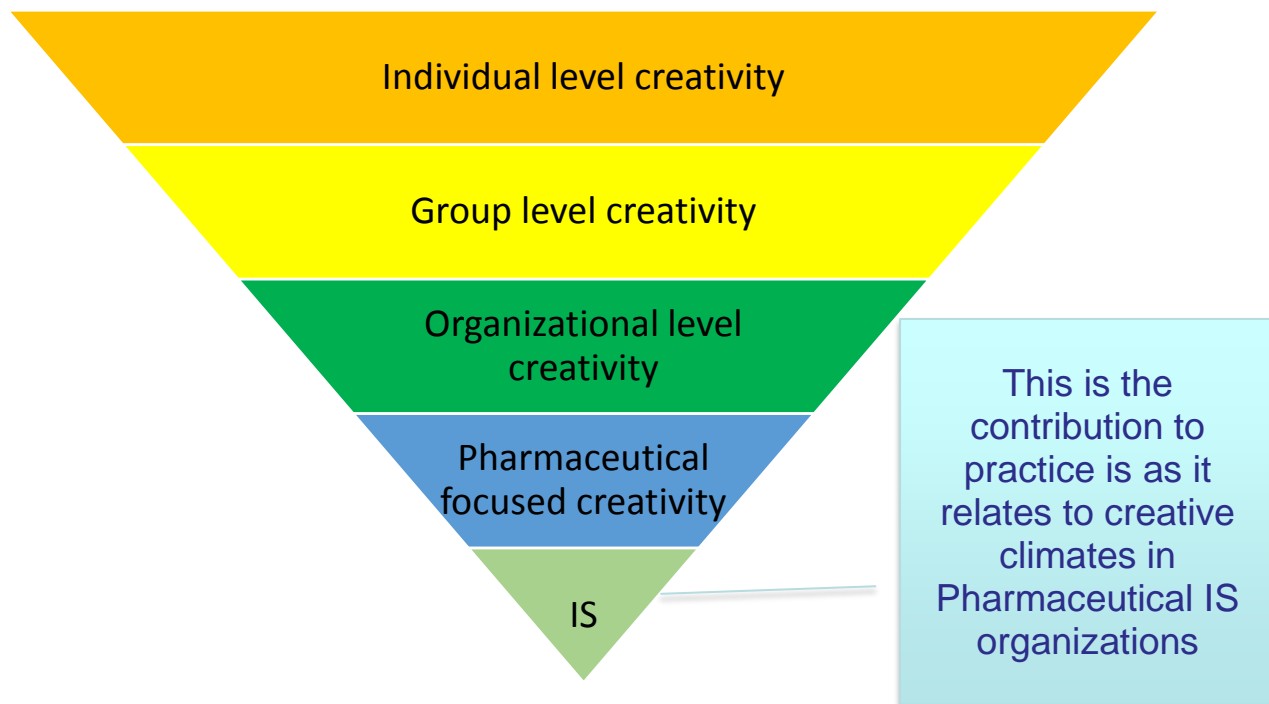 Individual level creativity
Group level creativity
Organizational level
creativity
Pharmaceutical
focused creativity
IS
This is the
contribution to
practice is as it
relates to creative
climates in
Pharmaceutical IS
organizations